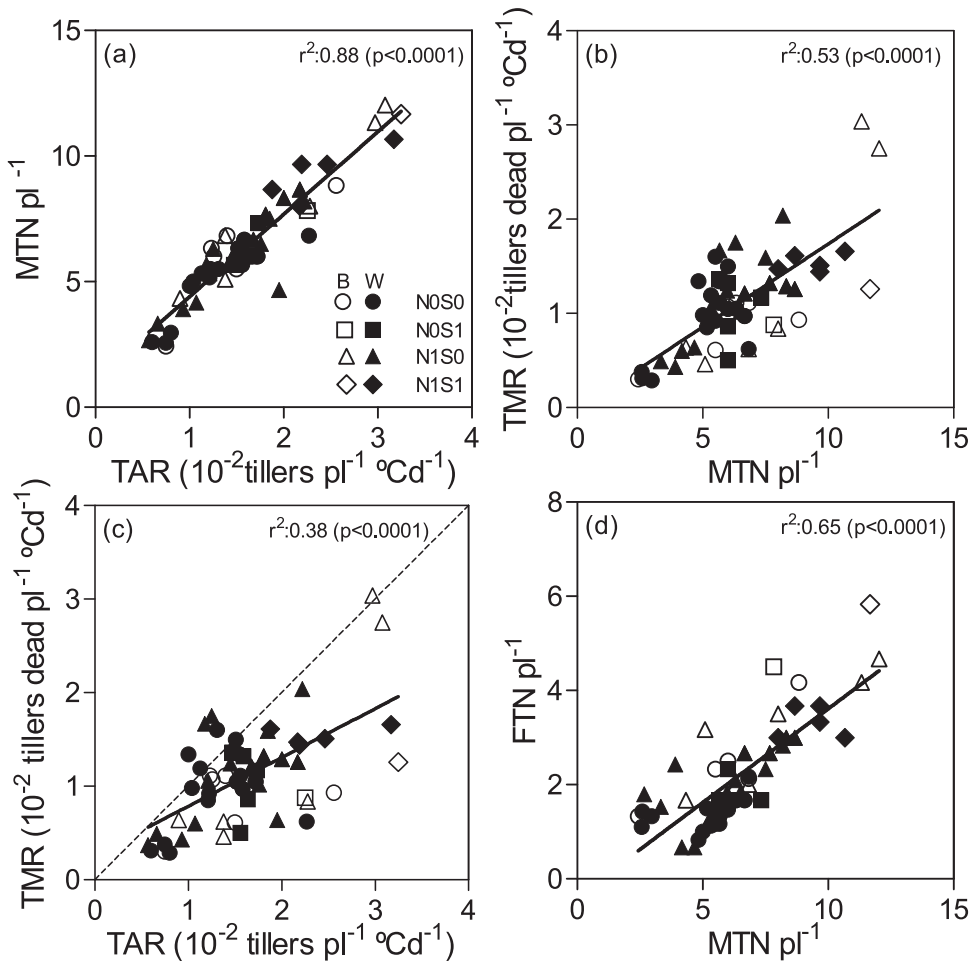 (a)
r²:0.88 (p<0.0001)
15
10
5
0
MTN pl⁻¹
0 1 2 3 4
TAR (10⁻²tillers pl⁻¹ ºCd⁻¹)
B W
N0S0
N0S1
N1S0
N1S1
(b)
r²:0.53 (p<0.0001)
4
3
2
1
0
TMR (10⁻²tillers dead pl⁻¹ ºCd⁻¹)
0 5 10 15
MTN pl⁻¹
(c)
r²:0.38 (p<0.0001)
4
3
2
1
0
TMR (10⁻² tillers dead pl⁻¹ ºCd⁻¹)
0 1 2 3 4
TAR (10⁻² tillers pl⁻¹ ºCd⁻¹)
(d)
r²:0.65 (p<0.0001)
8
6
4
2
0
FTN pl⁻¹
0 5 10 15
MTN pl⁻¹